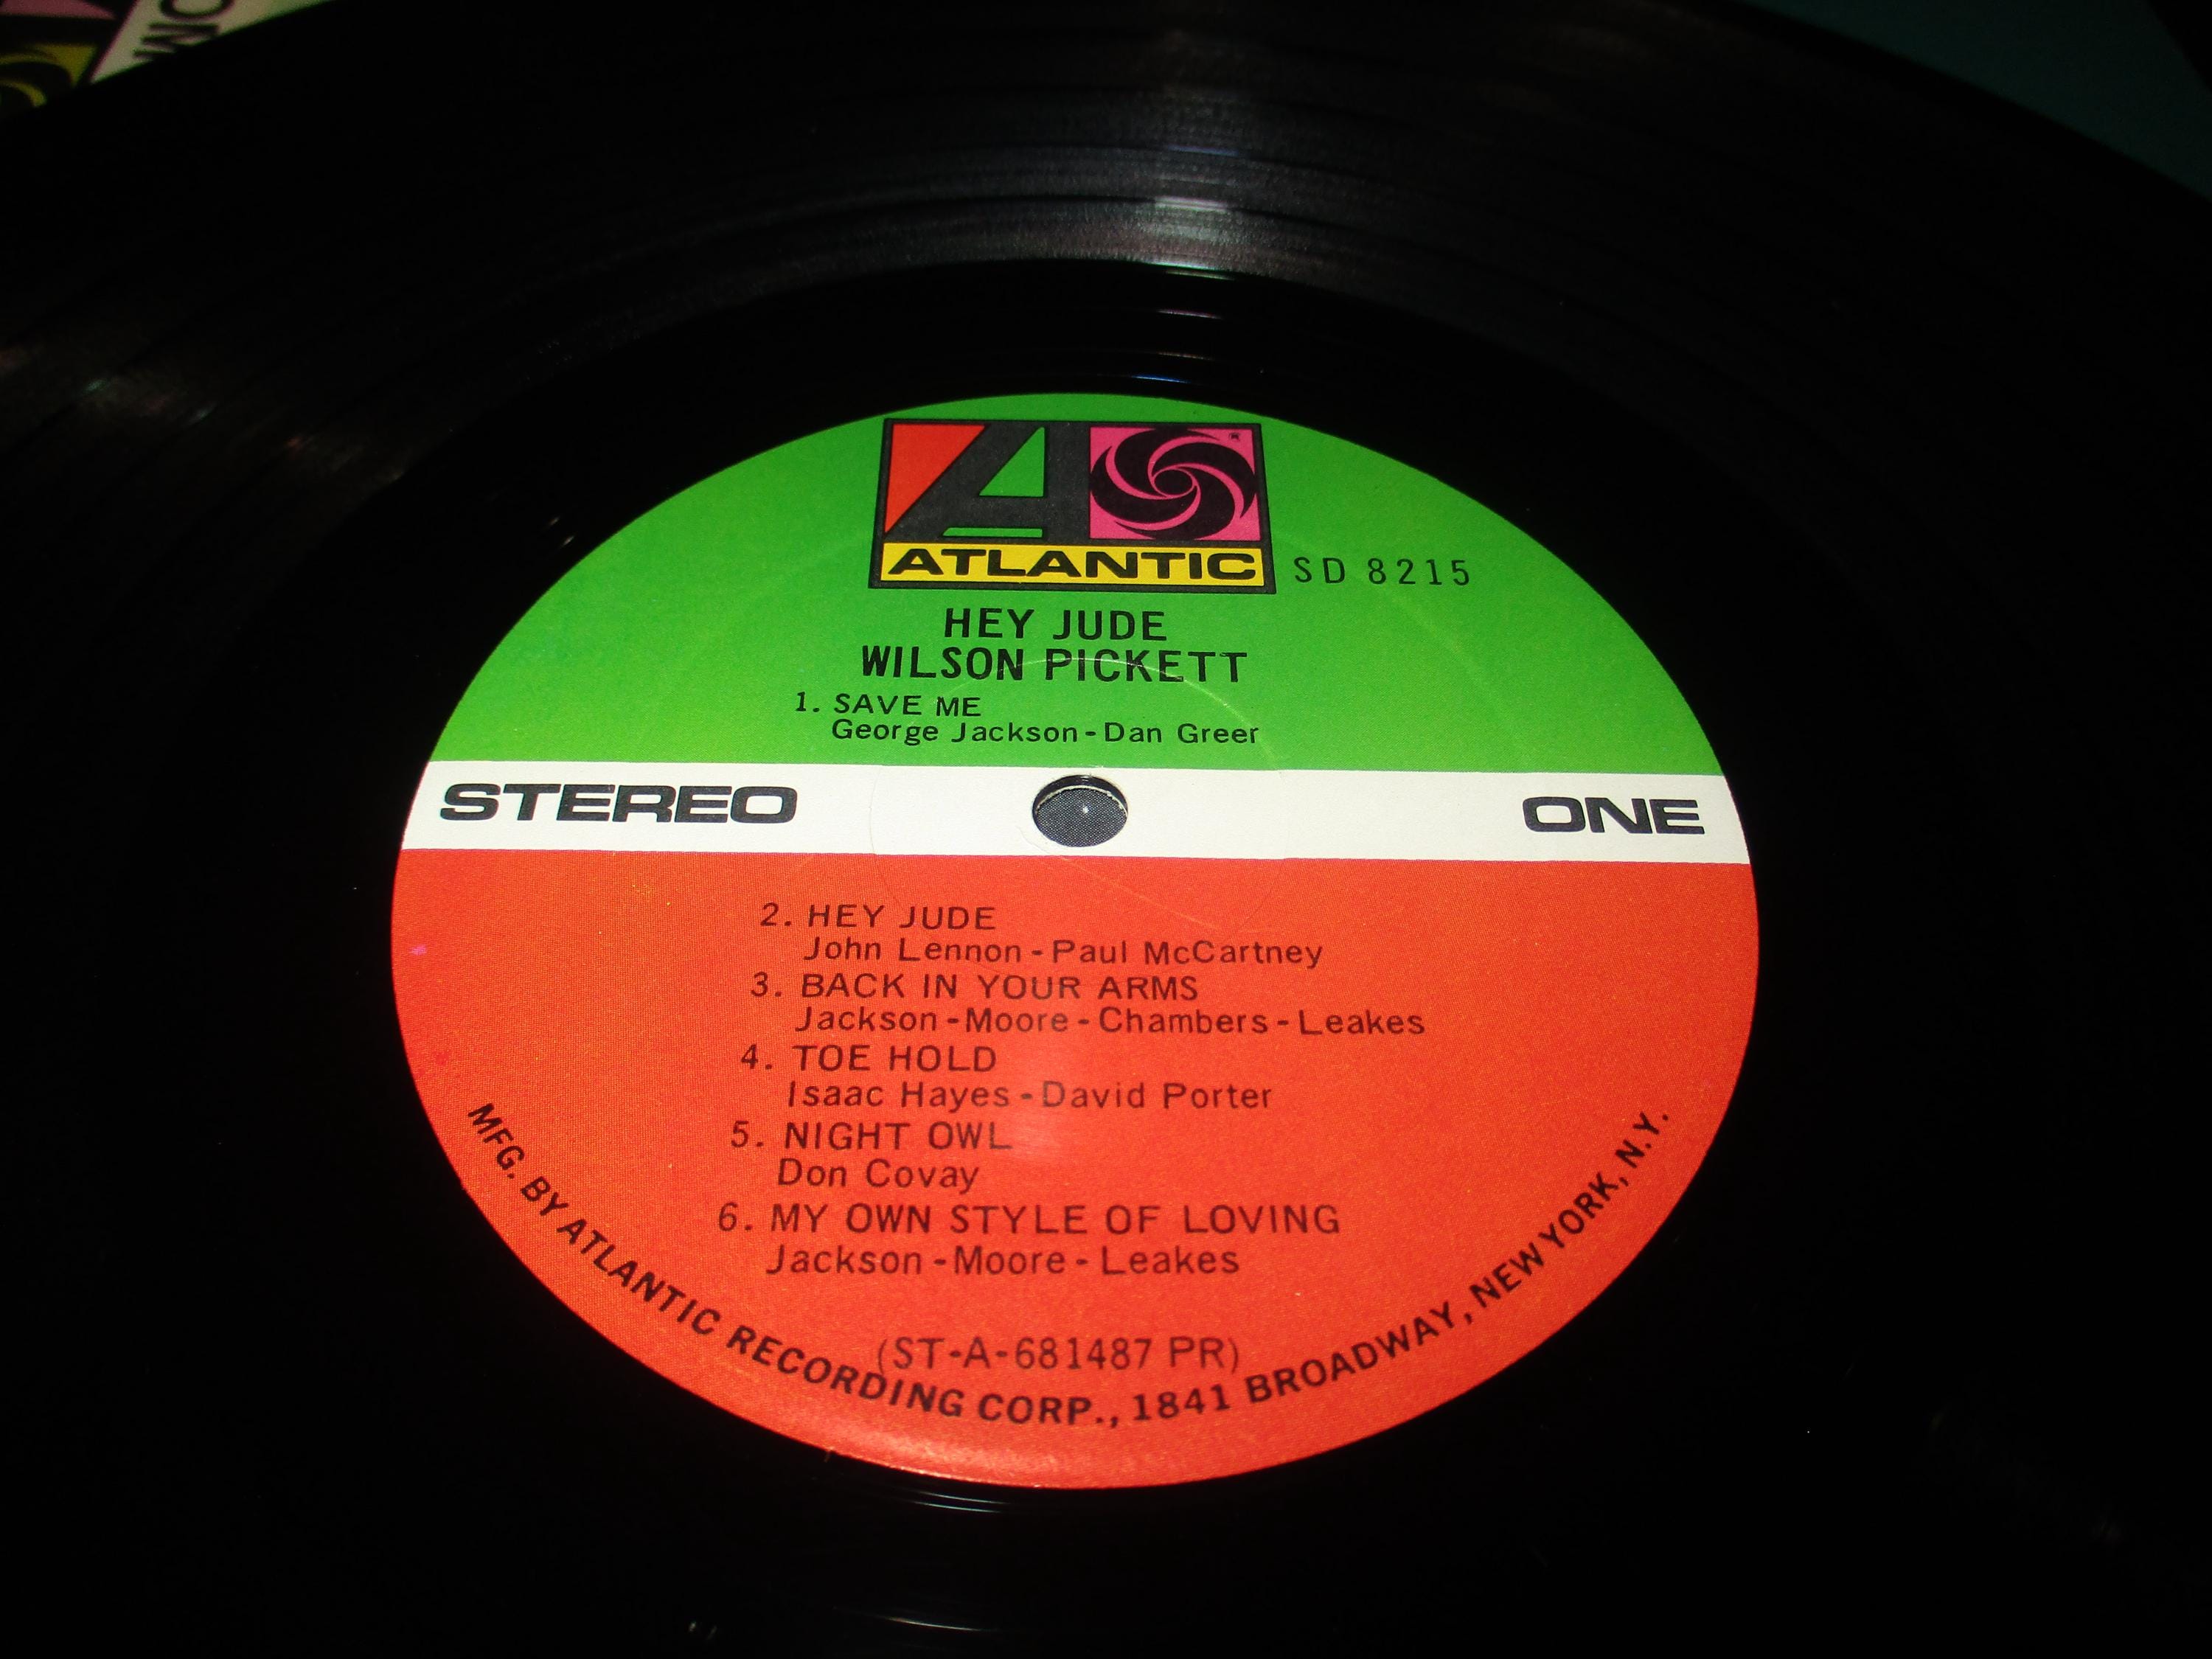 OM
A
ATLANTIC
SD 8215
HEY JUDE
WILSON PICKETT
1. SAVE ME
George Jackson-Dan Greer
STEREO
ONE
2. HEY JUDE
John Lennon-Paul McCartney
3. BACK IN YOUR ARMS
Jackson-Moore-Chambers-Leakes
4. TOE HOLD
Isaac Hayes-David Porter
5. NIGHT OWL
Don Covay
6. MY OWN STYLE OF LOVING
Jackson-Moore-Leakes
(ST-A-681487 PR)
MFG. BY ATLANTIC RECORDING CORP., 1841 BROADWAY, NEW YORK, N.Y.